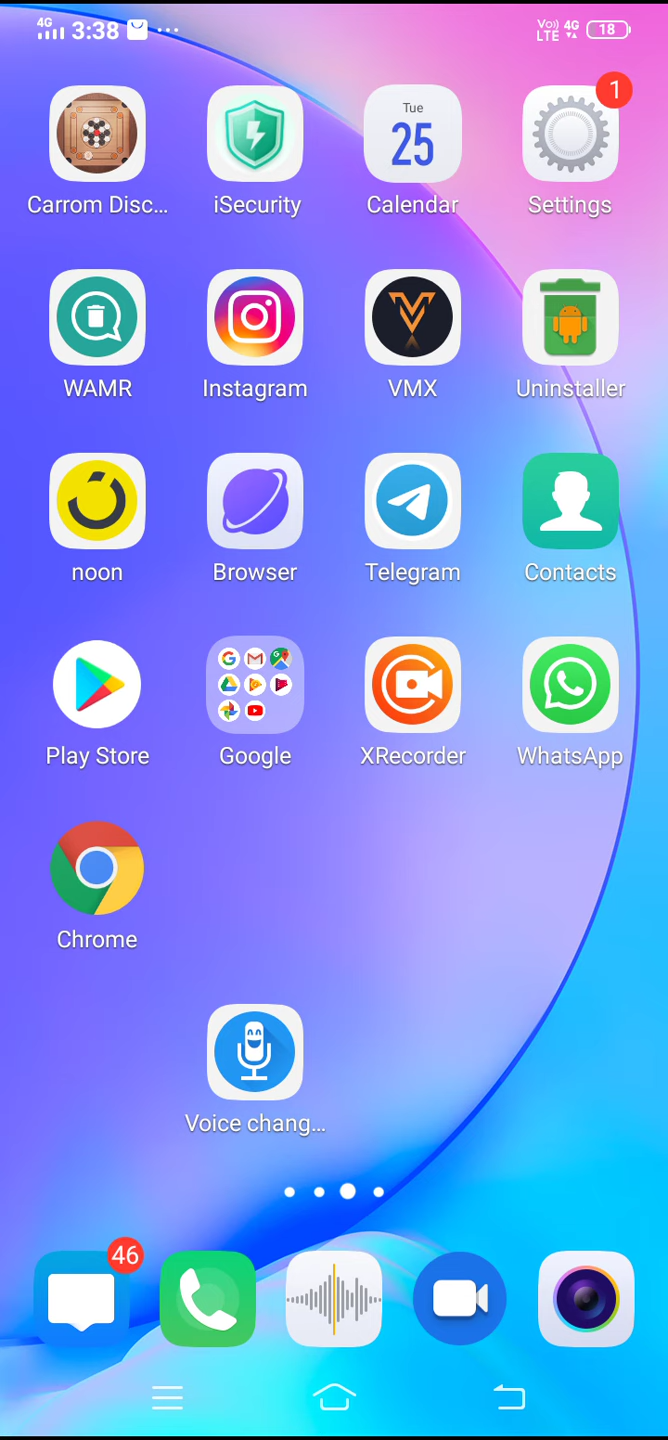 4G 3:38 ... Vo)) LTE 4G 18
1
Carrom Disc... iSecurity Tue 25 Calendar Settings
WAMR Instagram VMX Uninstaller
noon Browser Telegram Contacts
Play Store Google XRecorder WhatsApp
Chrome
Voice chang...
46